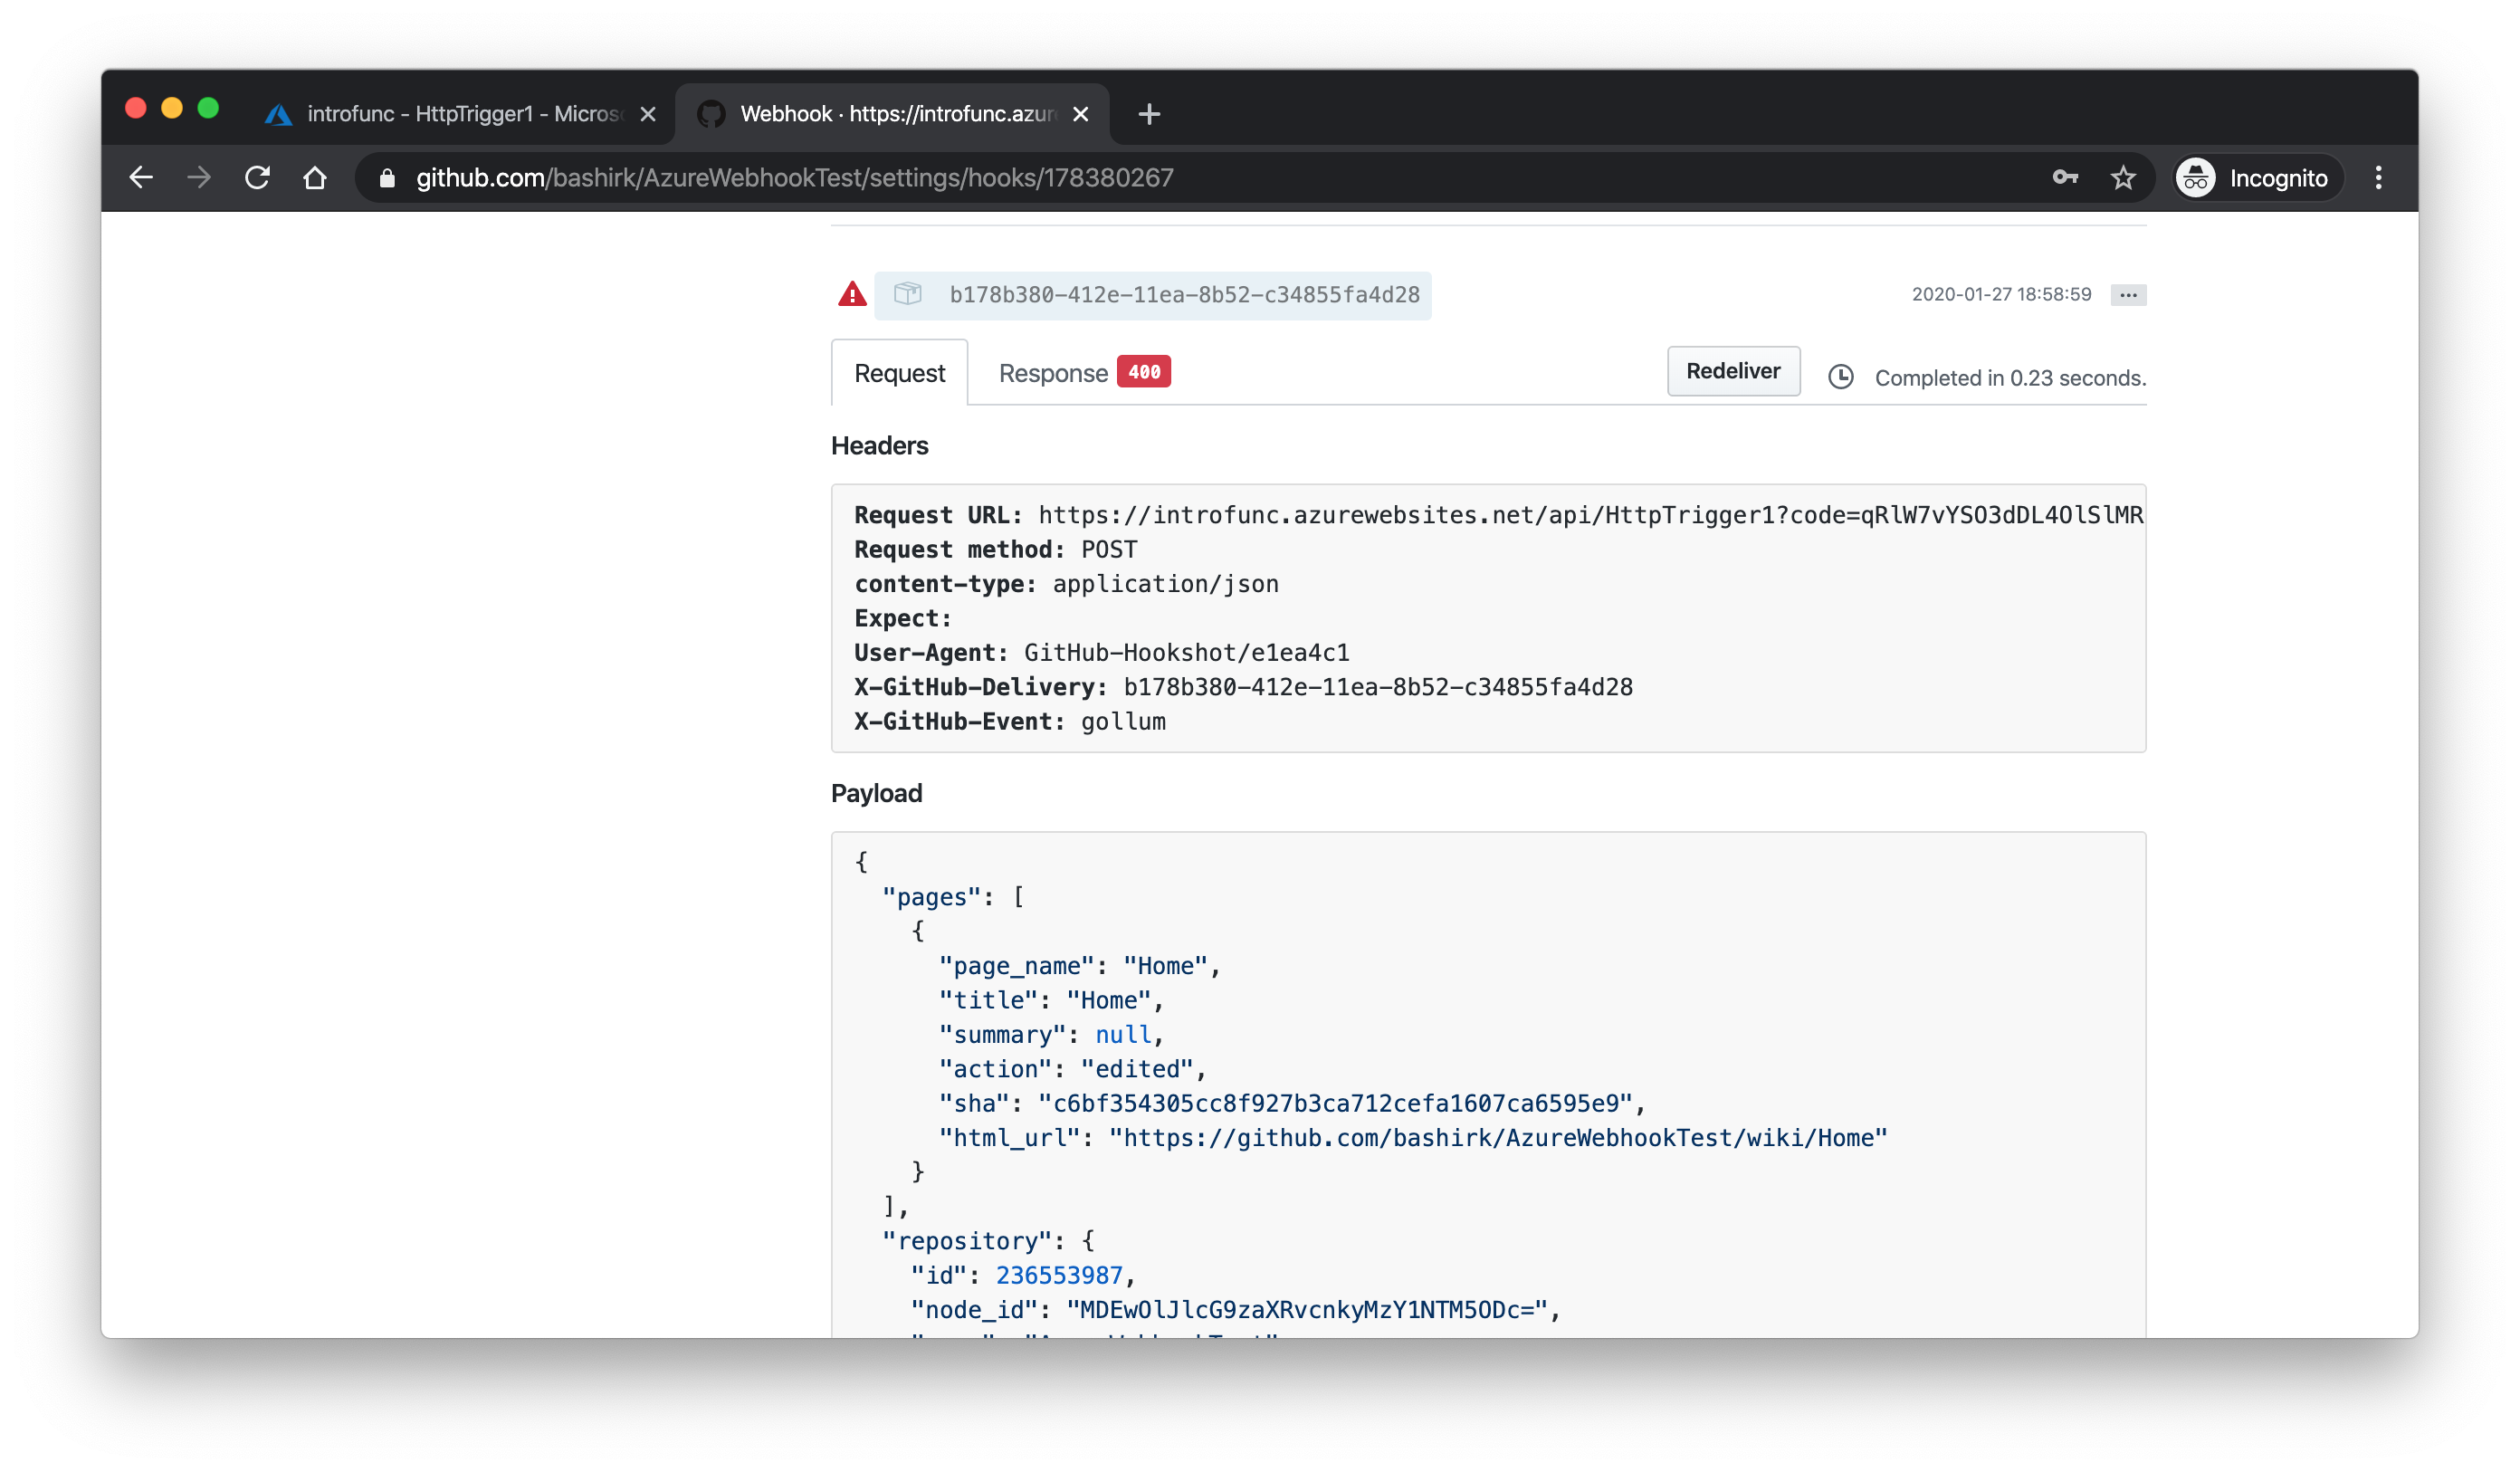 introfunc - HttpTrigger1 - Micros
Webhook · https://introfunc.azur
github.com/bashirk/AzureWebhookTest/settings/hooks/178380267
Incognito
b178b380-412e-11ea-8b52-c34855fa4d28
2020-01-27 18:58:59
Request
Response 400
Redeliver
Completed in 0.23 seconds.
Headers
Request URL: https://introfunc.azurewebsites.net/api/HttpTrigger1?code=qRlW7vYSO3dDL4OlSlMR
Request method: POST
content-type: application/json
Expect:
User-Agent: GitHub-Hookshot/e1ea4c1
X-GitHub-Delivery: b178b380-412e-11ea-8b52-c34855fa4d28
X-GitHub-Event: gollum
Payload
{
"pages": [
{
"page_name": "Home",
"title": "Home",
"summary": null,
"action": "edited",
"sha": "c6bf354305cc8f927b3ca712cefa1607ca6595e9",
"html_url": "https://github.com/bashirk/AzureWebhookTest/wiki/Home"
}
],
"repository": {
"id": 236553987,
"node_id": "MDEwOlJlcG9zaXRvcnkyMzY1NTM5ODc=",